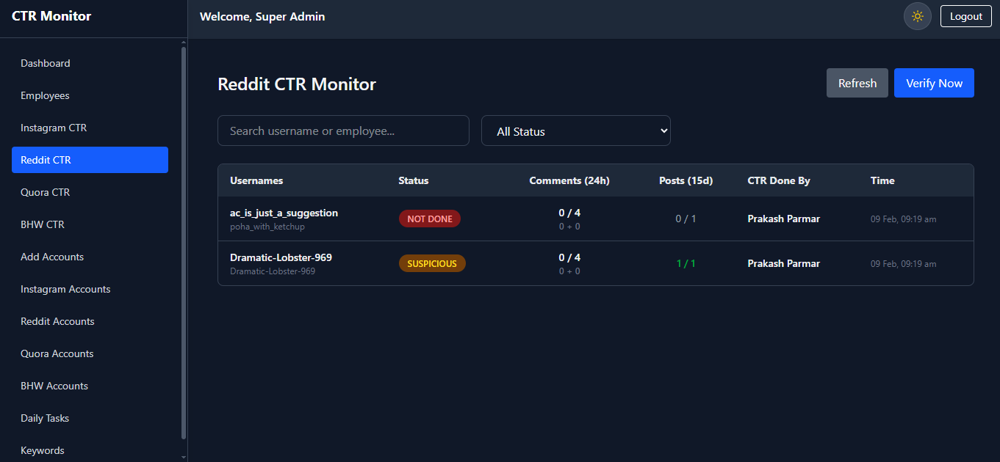 CTR Monitor
Welcome, Super Admin
Logout
Dashboard
Employees
Instagram CTR
Reddit CTR
Quora CTR
BHW CTR
Add Accounts
Instagram Accounts
Reddit Accounts
Quora Accounts
BHW Accounts
Daily Tasks
Keywords
Reddit CTR Monitor
Refresh
Verify Now
Search username or employee...
All Status
Usernames Status Comments (24h) Posts (15d) CTR Done By Time
ac_is_just_a_suggestion
poha_with_ketchup
NOT DONE
0 / 4
0 + 0
0 / 1
Prakash Parmar
09 Feb, 09:19 am
Dramatic-Lobster-969
Dramatic-Lobster-969
SUSPICIOUS
0 / 4
0 + 0
1 / 1
Prakash Parmar
09 Feb, 09:19 am